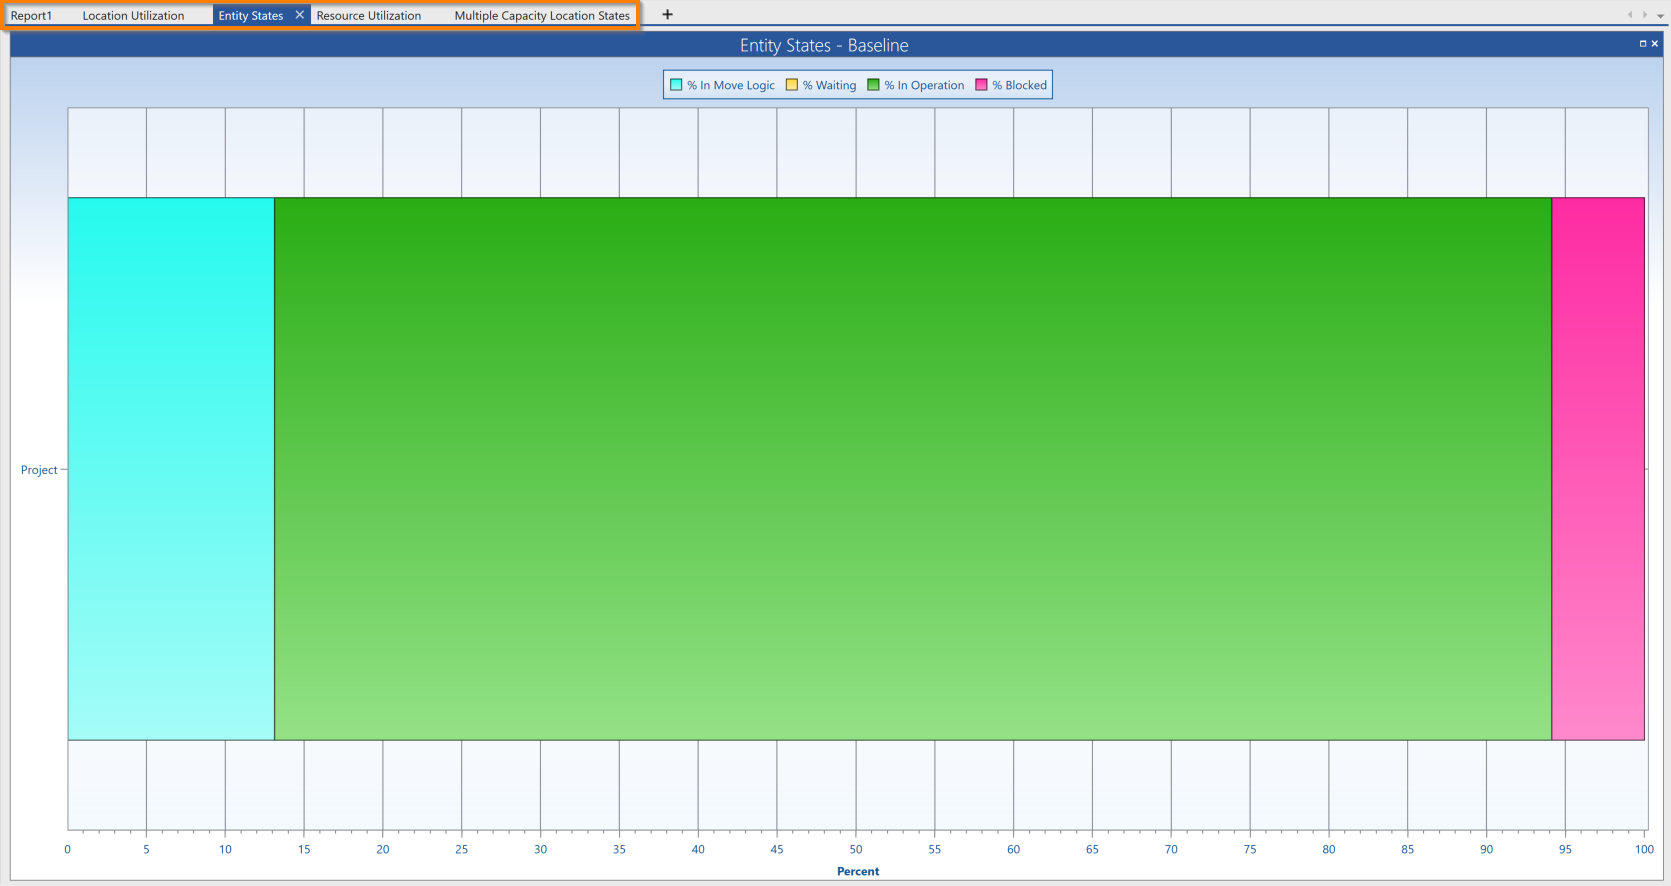 Report1 Location Utilization Entity States Resource Utilization Multiple Capacity Location States
Entity States - Baseline
% In Move Logic % Waiting % In Operation % Blocked
Project
0 5 10 15 20 25 30 35 40 45 50 55 60 65 70 75 80 85 90 95 100
Percent